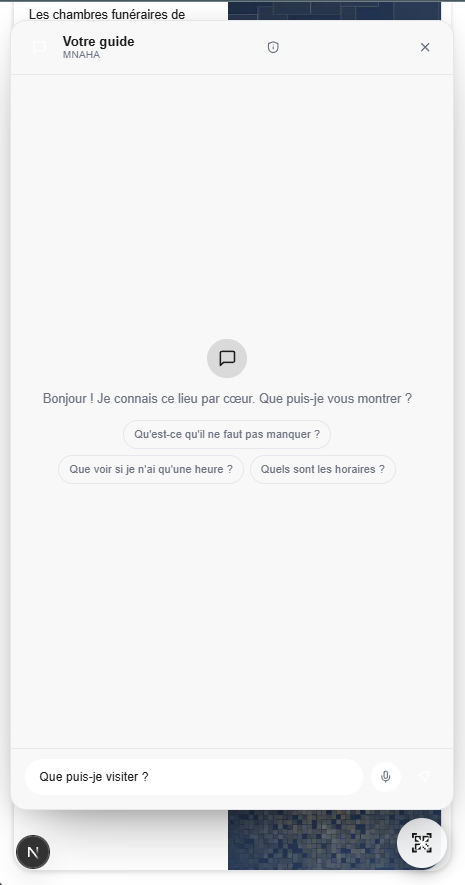 Les chambres funéraires de
Votre guide
MNAHA
Bonjour ! Je connais ce lieu par cœur. Que puis-je vous montrer ?
Qu'est-ce qu'il ne faut pas manquer ?
Que voir si je n'ai qu'une heure ?
Quels sont les horaires ?
Que puis-je visiter ?
N